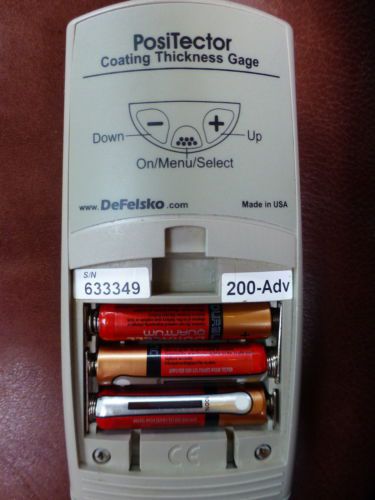 PosiTector
Coating Thickness Gage
Down
−
+
Up
On/Menu/Select
www.DeFelsko.com
Made in USA
S/N
633349
200-Adv
+
QUANTUM
CE